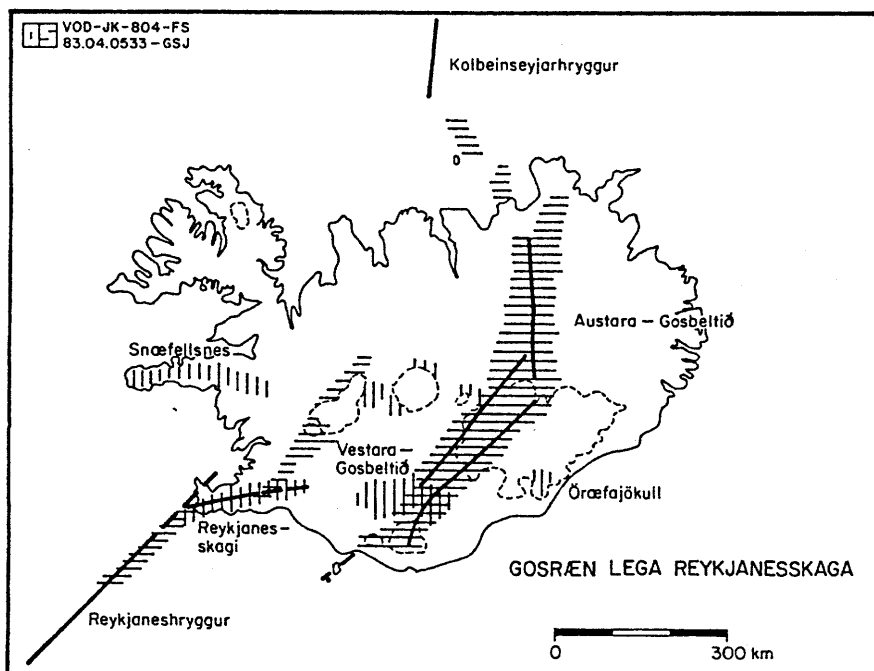 OS VOD-JK-804-FS
83.04.0533-GSJ
Kolbeinseyjarhryggur
Austara - Gosbeltið
Snæfellsnes
Vestara -
Gosbeltið
Öræfajökull
Reykjanes-
skagi
GOSRÆN LEGA REYKJANESSKAGA
Reykjaneshryggur
0 300 km